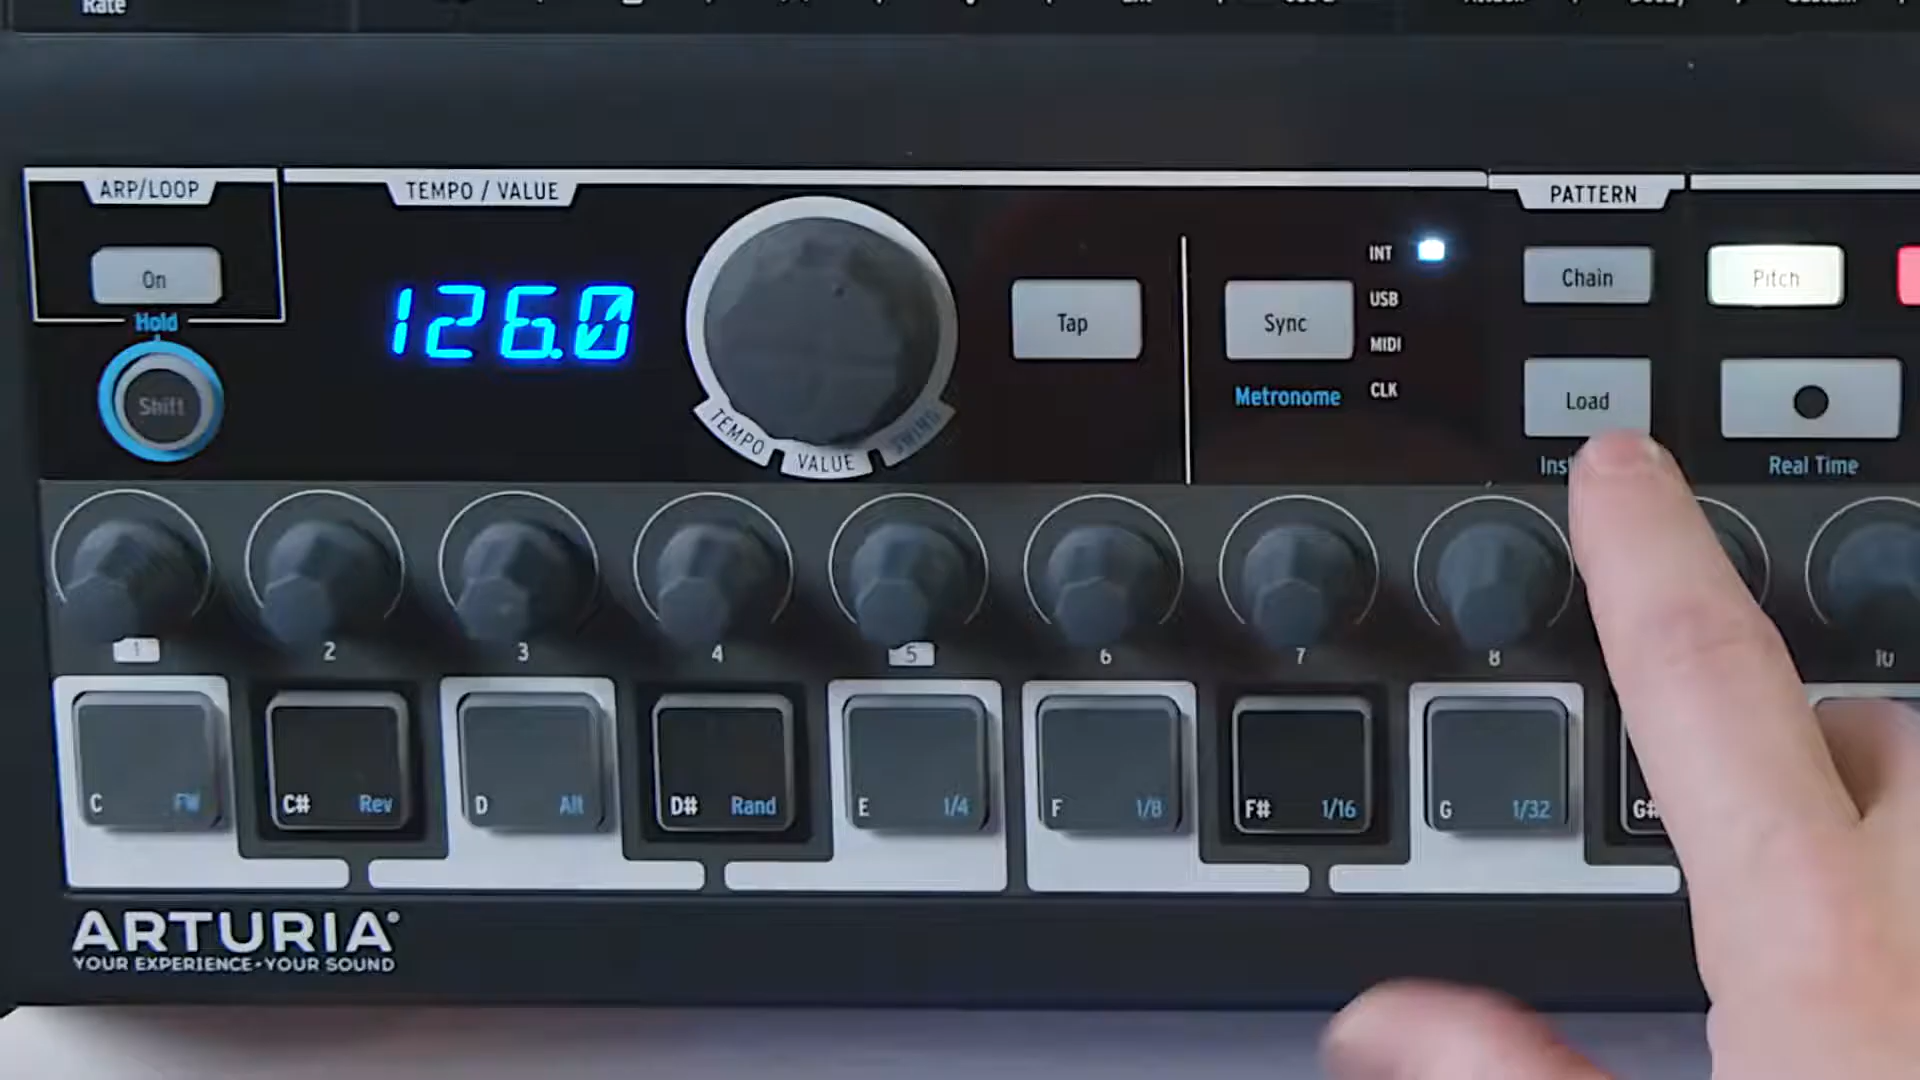 Rate
ARP/LOOP
TEMPO / VALUE
PATTERN
On
Hold
Shift
126.0
TEMPO
VALUE
SWING
Tap
Sync
Metronome
INT
USB
MIDI
CLK
Chain
Pitch
Load
Real Time
1
2
3
4
5
6
7
8
10
C FW
C# Rev
D Alt
D# Rand
E 1/4
F 1/8
F# 1/16
G 1/32
G#
ARTURIA
YOUR EXPERIENCE • YOUR SOUND